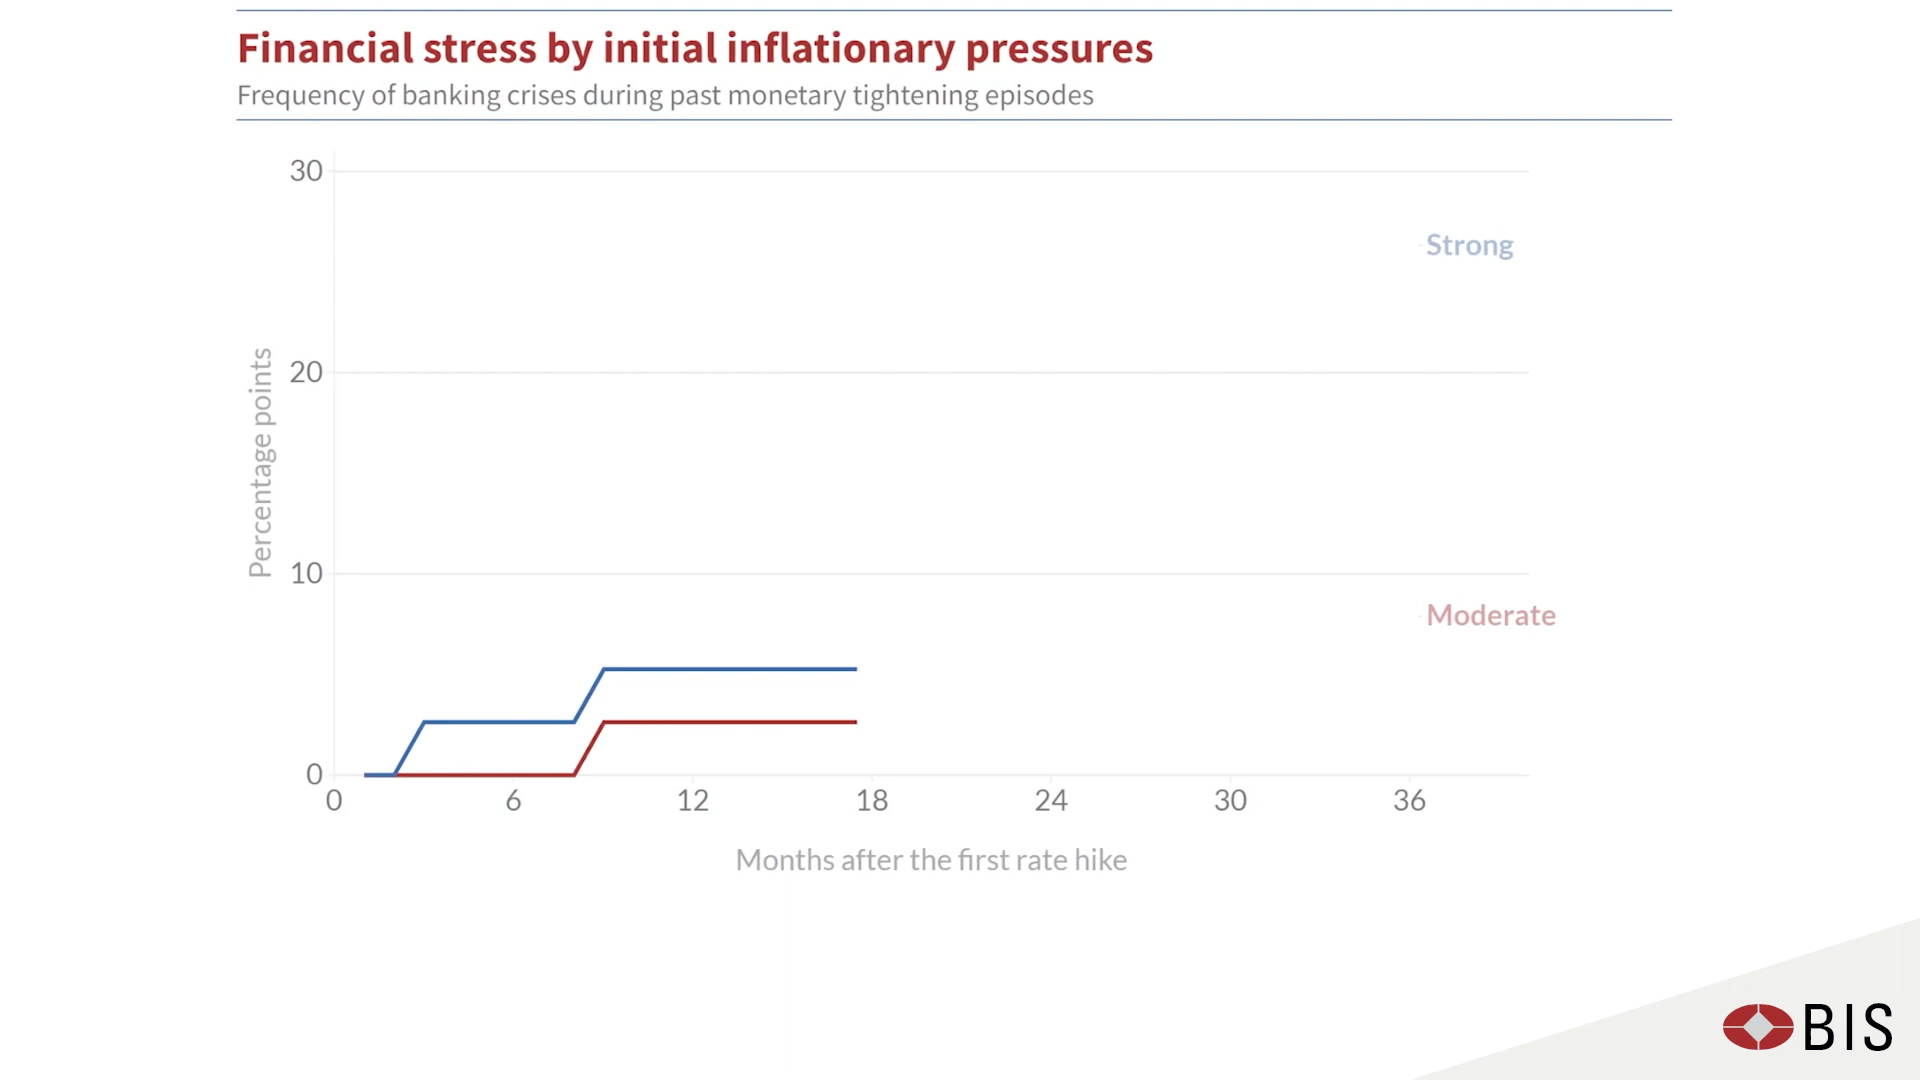 Financial stress by initial inflationary pressures
Frequency of banking crises during past monetary tightening episodes
30
Strong
Percentage points
20
10
Moderate
0
0 6 12 18 24 30 36
Months after the first rate hike
BIS